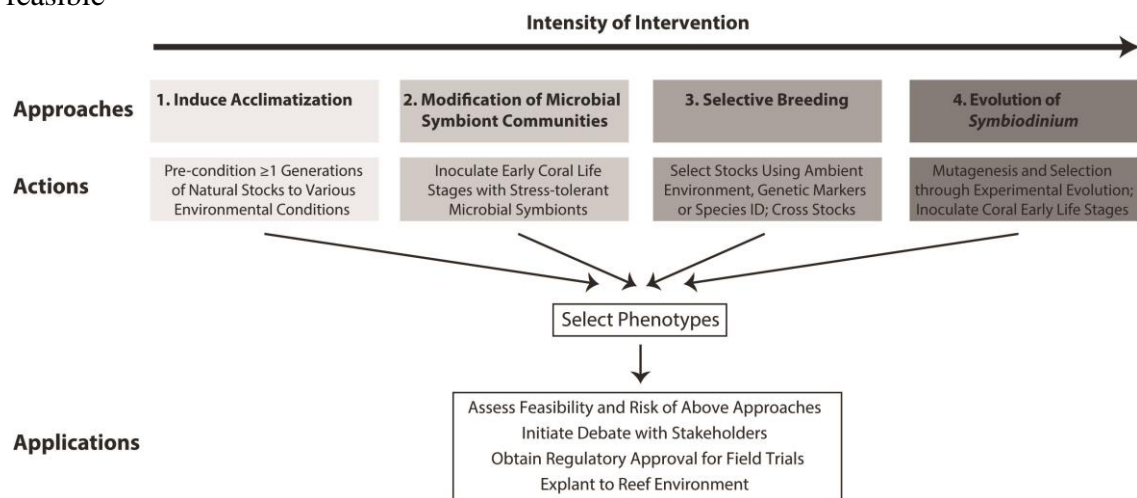 feasible
Intensity of Intervention
Approaches
1. Induce Acclimatization
2. Modification of Microbial
Symbiont Communities
3. Selective Breeding
4. Evolution of
Symbiodinium
Actions
Pre-condition ≥1 Generations
of Natural Stocks to Various
Environmental Conditions
Inoculate Early Coral Life
Stages with Stress-tolerant
Microbial Symbionts
Select Stocks Using Ambient
Environment, Genetic Markers
or Species ID; Cross Stocks
Mutagenesis and Selection
through Experimental Evolution;
Inoculate Coral Early Life Stages
Select Phenotypes
Applications
Assess Feasibility and Risk of Above Approaches
Initiate Debate with Stakeholders
Obtain Regulatory Approval for Field Trials
Explant to Reef Environment